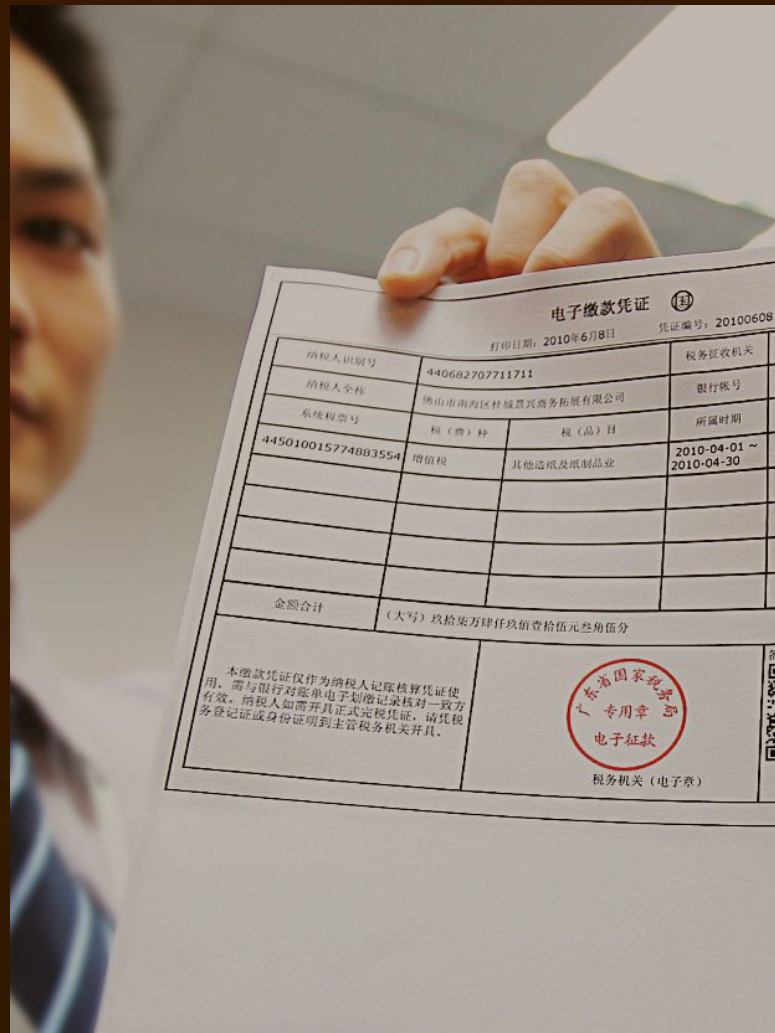 电子缴款凭证 国
打印日期：2010年6月8日 凭证编号：20100608
纳税人识别号 440682707711711 税务征收机关
纳税人全称 佛山市南海区桂城景兴商务拓展有限公司 银行帐号
系统税票号 税（费）种 税（品）目 所属时期
445010015774883554 增值税 其他造纸及纸制品业 2010-04-01 ~
2010-04-30
金额合计 （大写）玖拾柒万肆仟玖佰壹拾伍元叁角伍分
本缴款凭证仅作为纳税人记账核算凭证使
用，需与银行对账单电子划缴记录核对一致方
有效。纳税人如需开具正式完税凭证，请凭税
务登记证或身份证明到主管税务机关开具。
广东省国家税务局
专用章
电子征款
税务机关（电子章）